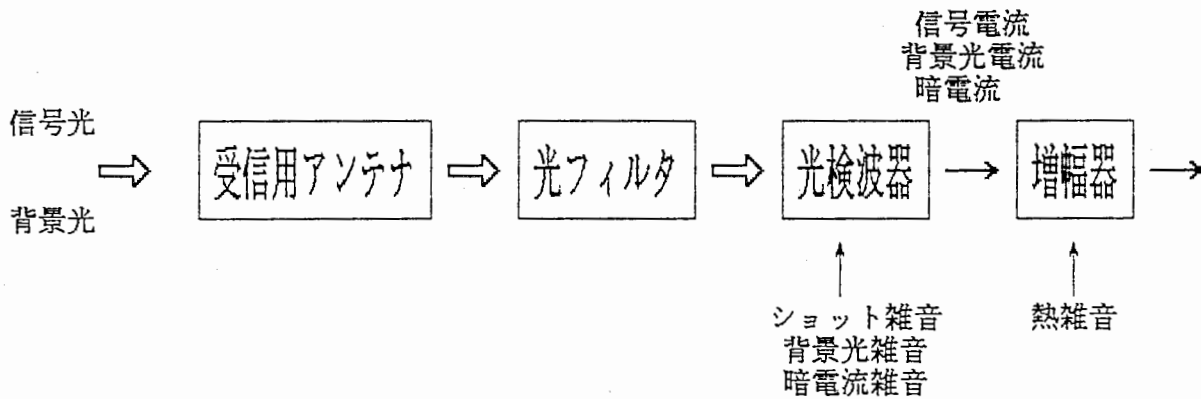 信号電流
背景光電流
暗電流
信号光
背景光
受信用アンテナ
光フィルタ
光検波器
増幅器
ショット雑音
背景光雑音
暗電流雑音
熱雑音